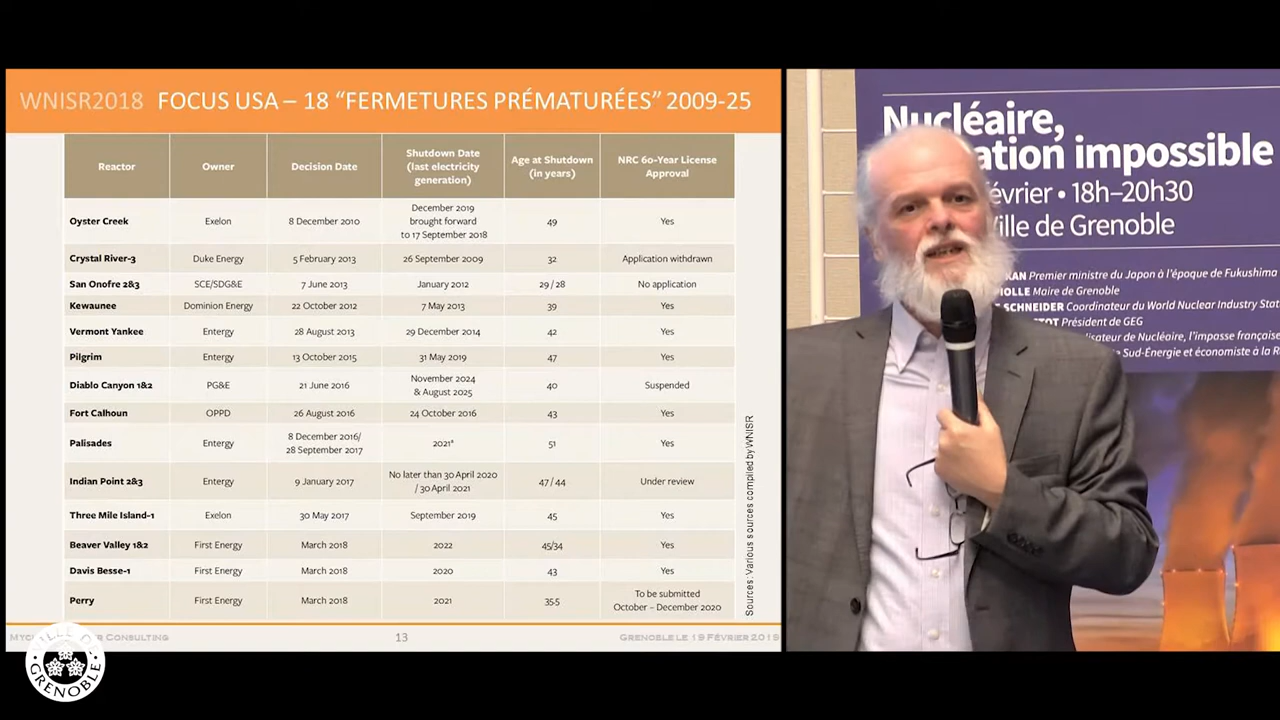 WNISR2018 FOCUS USA – 18 “FERMETURES PRÉMATURÉES” 2009-25
Reactor Owner Decision Date Shutdown Date (last electricity generation) Age at Shutdown (in years) NRC 60-Year License Approval
Oyster Creek Exelon 8 December 2010 December 2019 brought forward to 17 September 2018 49 Yes
Crystal River-3 Duke Energy 5 February 2013 26 September 2009 32 Application withdrawn
San Onofre 2&3 SCE/SDG&E 7 June 2013 January 2012 29 / 28 No application
Kewaunee Dominion Energy 22 October 2012 7 May 2013 39 Yes
Vermont Yankee Entergy 28 August 2013 29 December 2014 42 Yes
Pilgrim Entergy 13 October 2015 31 May 2019 47 Yes
Diablo Canyon 1&2 PG&E 21 June 2016 November 2024 & August 2025 40 Suspended
Fort Calhoun OPPD 26 August 2016 24 October 2016 43 Yes
Palisades Entergy 8 December 2016/ 28 September 2017 2021ª 51 Yes
Indian Point 2&3 Entergy 9 January 2017 No later than 30 April 2020 / 30 April 2021 47 / 44 Under review
Three Mile Island-1 Exelon 30 May 2017 September 2019 45 Yes
Beaver Valley 1&2 First Energy March 2018 2022 45/34 Yes
Davis Besse-1 First Energy March 2018 2020 43 Yes
Perry First Energy March 2018 2021 35.5 To be submitted October – December 2020
Sources: Various sources compiled by WNISR
Consulting
13
Grenoble le 19 Février 2019
VILLE DE
GRENOBLE
Nucléaire,
ation impossible
évrier • 18h–20h30
ille de Grenoble
KAN Premier ministre du Japon à l'époque de Fukushima
IOLLE Maire de Grenoble
SCHNEIDER Coordinateur du World Nuclear Industry Stat
TOT Président de GEG
lisateur de Nucléaire, l'impasse française
Sud-Énergie et économiste à la R